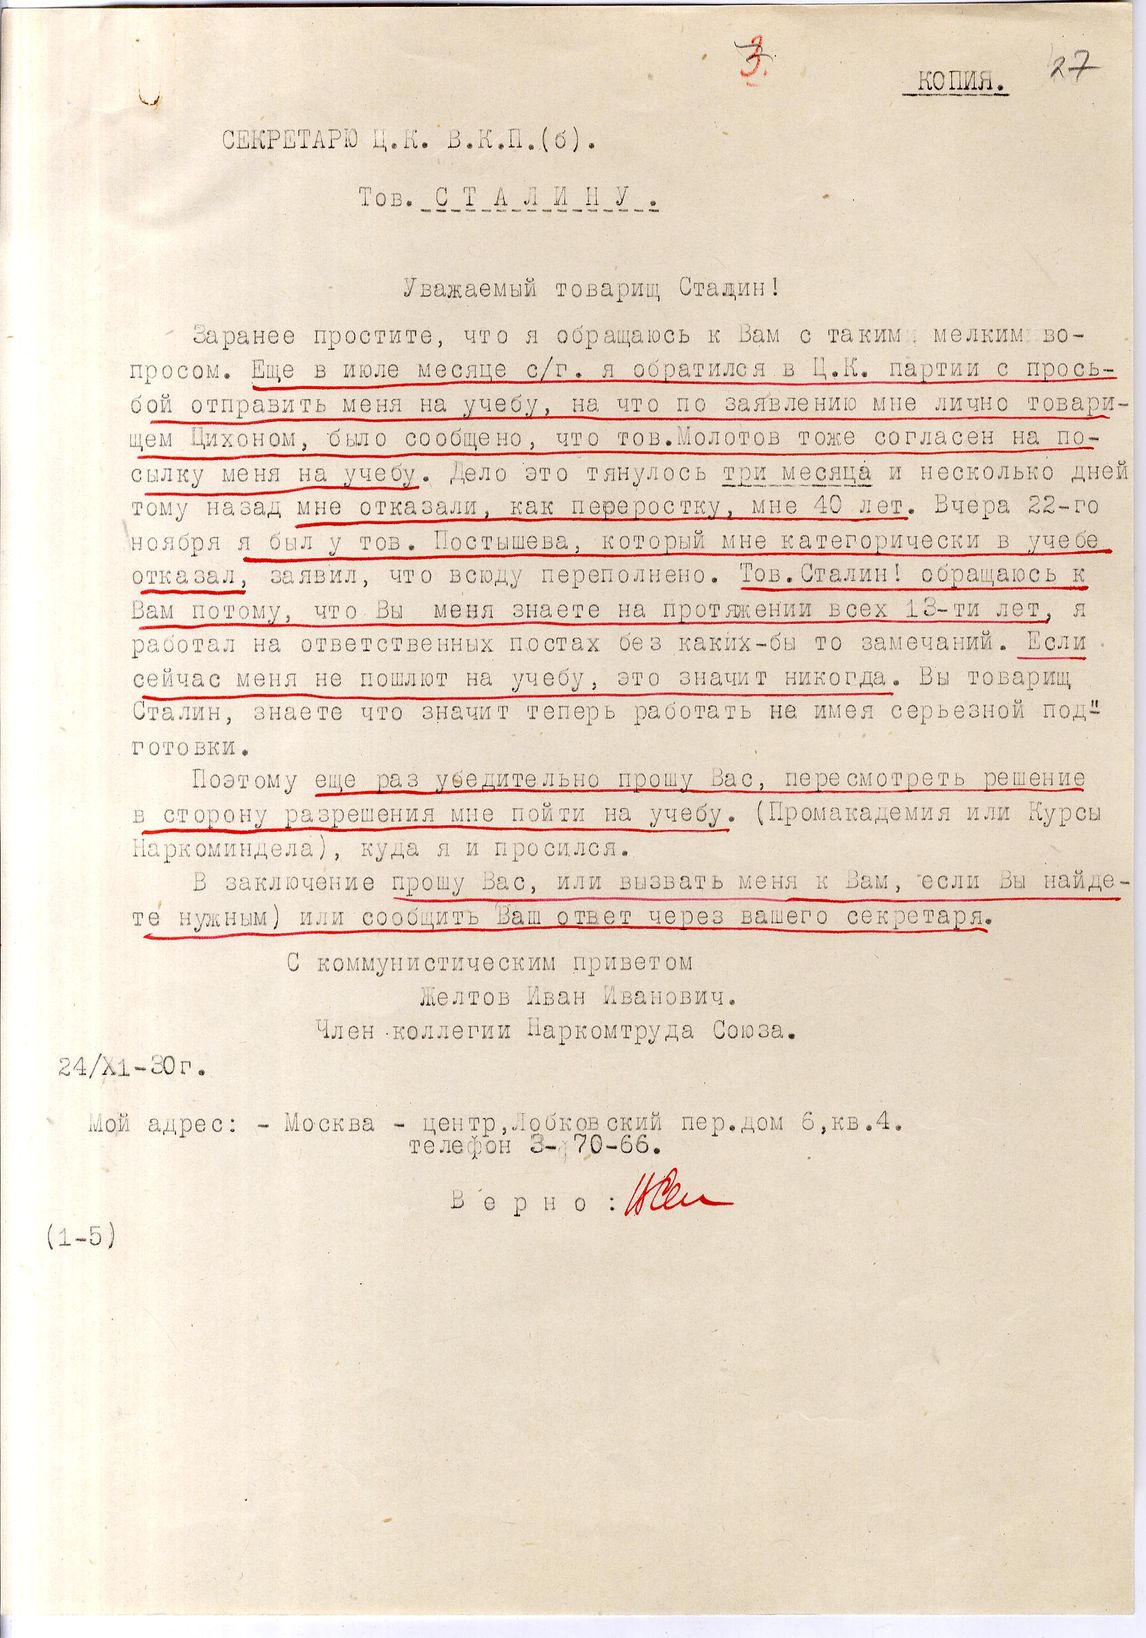 3.
КОПИЯ. 27
СЕКРЕТАРЮ Ц.К. В.К.П.(б).
Тов. С Т А Л И Н У .
Уважаемый товарищ Сталин!
Заранее простите, что я обращаюсь к Вам с таким мелким во-
просом. Еще в июле месяце с/г. я обратился в Ц.К. партии с прось-
бой отправить меня на учебу, на что по заявлению мне лично товари-
щем Цихоном, было сообщено, что тов.Молотов тоже согласен на по-
сылку меня на учебу. Дело это тянулось три месяца и несколько дней
тому назад мне отказали, как переростку, мне 40 лет. Вчера 22-го
ноября я был у тов. Постышева, который мне категорически в учебе
отказал, заявил, что всюду переполнено. Тов.Сталин! обращаюсь к
Вам потому, что Вы меня знаете на протяжении всех 13-ти лет, я
работал на ответственных постах без каких-бы то замечаний. Если
сейчас меня не пошлют на учебу, это значит никогда. Вы товарищ
Сталин, знаете что значит теперь работать не имея серьезной под-
готовки.
Поэтому еще раз убедительно прошу Вас, пересмотреть решение
в сторону разрешения мне пойти на учебу. (Промакадемия или Курсы
Наркоминдела), куда я и просился.
В заключение прошу Вас, или вызвать меня к Вам, если Вы найде-
те нужным) или сообщить Ваш ответ через вашего секретаря.
С коммунистическим приветом
Желтов Иван Иванович.
Член коллегии Наркомтруда Союза.
24/XI-30г.
Мой адрес: - Москва - центр,Лобковский пер.дом 6,кв.4.
телефон 3- 70-66.
В е р н о :
(1-5)